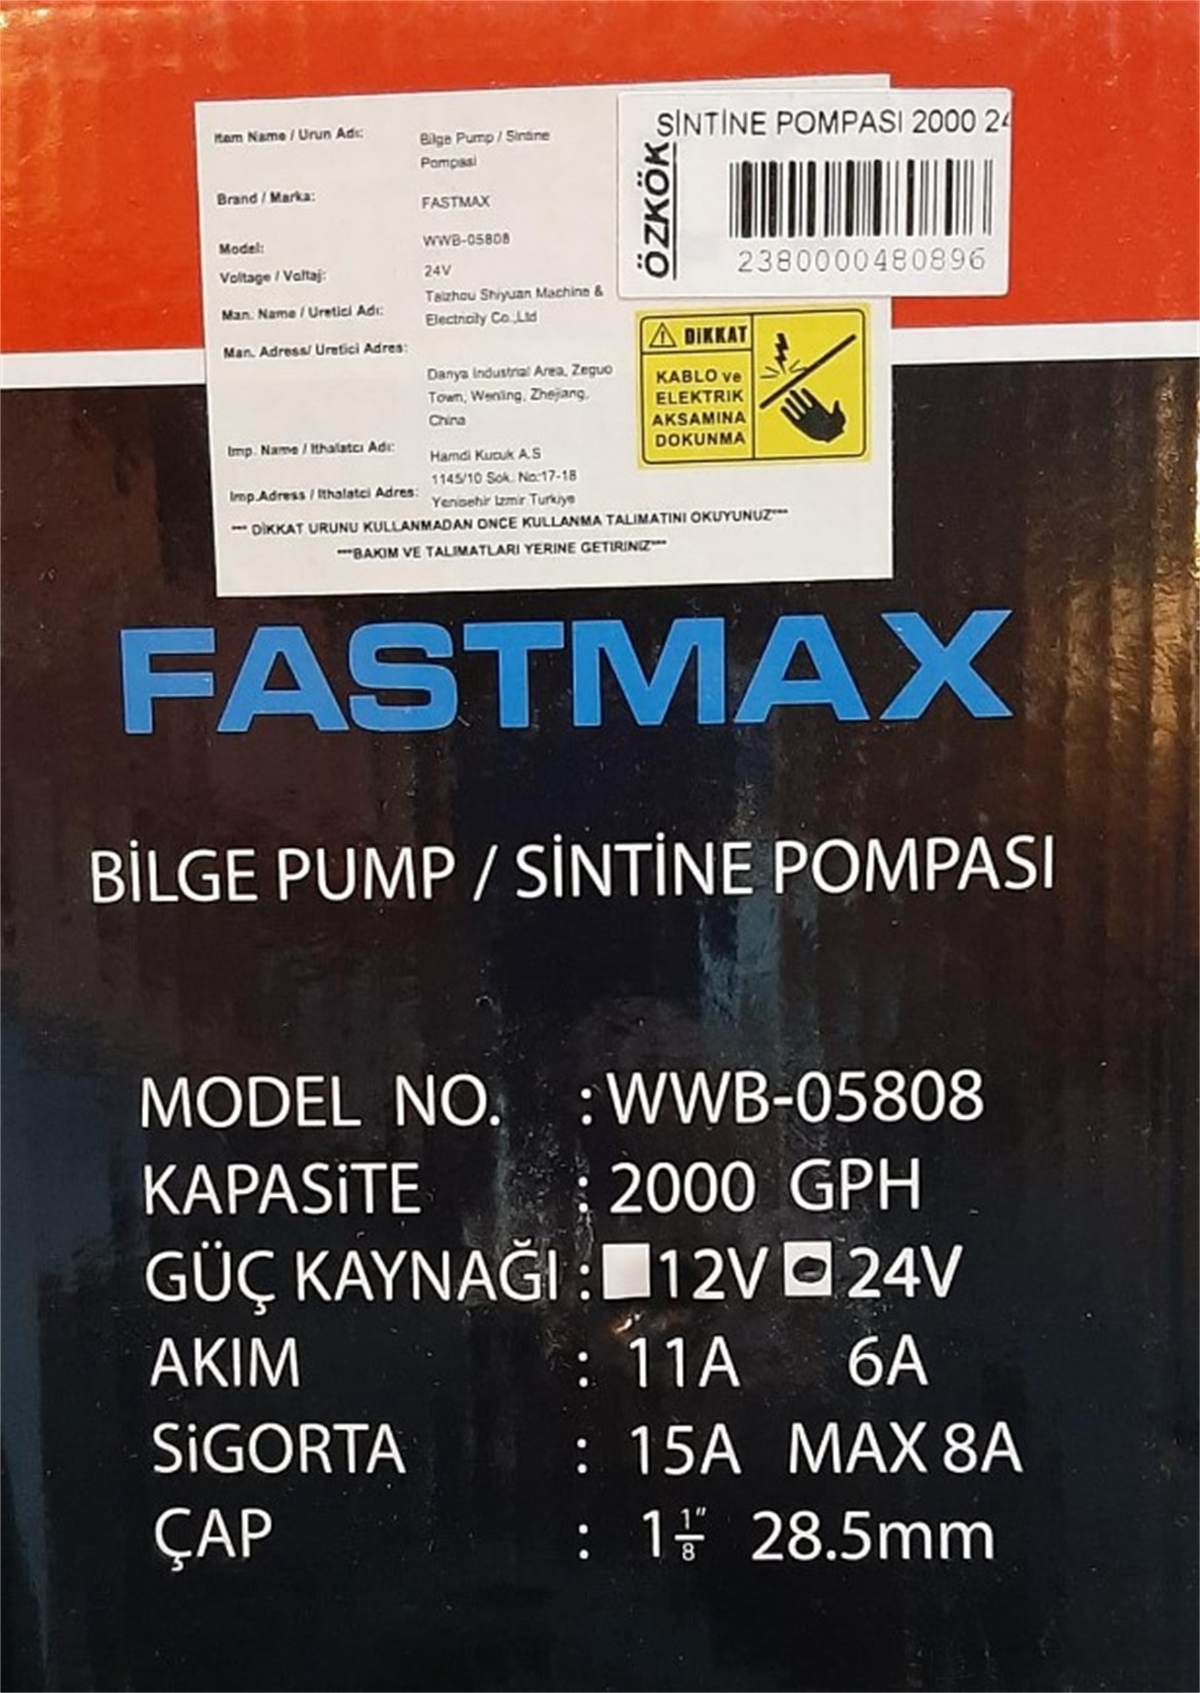 Item Name / Urun Adı: Bilge Pump / Sintine
Pompasi
Brand / Marka: FASTMAX
Model: WWB-05808
Voltage / Voltaj: 24V
Man. Name / Uretici Adı: Taizhou Shiyuan Machine &
Electricity Co.,Ltd
Man. Adress/ Uretici Adres:
Danya Industrial Area, Zeguo
Town, Wenling, Zhejiang,
China
Imp. Name / Ithalatcı Adı: Hamdi Kucuk A.S
1145/10 Sok. No:17-18
Imp.Adress / Ithalatci Adres: Yenisehir Izmir Turkiye
*** DİKKAT URUNU KULLANMADAN ONCE KULLANMA TALIMATINI OKUYUNUZ***
***BAKIM VE TALIMATLARI YERINE GETIRINIZ***
SİNTİNE POMPASI 2000 24
ÖZKÖK
2380000480896
DİKKAT
KABLO ve
ELEKTRİK
AKSAMINA
DOKUNMA
FASTMAX
BİLGE PUMP / SİNTİNE POMPASI
MODEL NO. : WWB-05808
KAPASiTE : 2000 GPH
GÜÇ KAYNAĞI : 12V 24V
AKIM : 11A 6A
SiGORTA : 15A MAX 8A
ÇAP : 1 1/8" 28.5mm